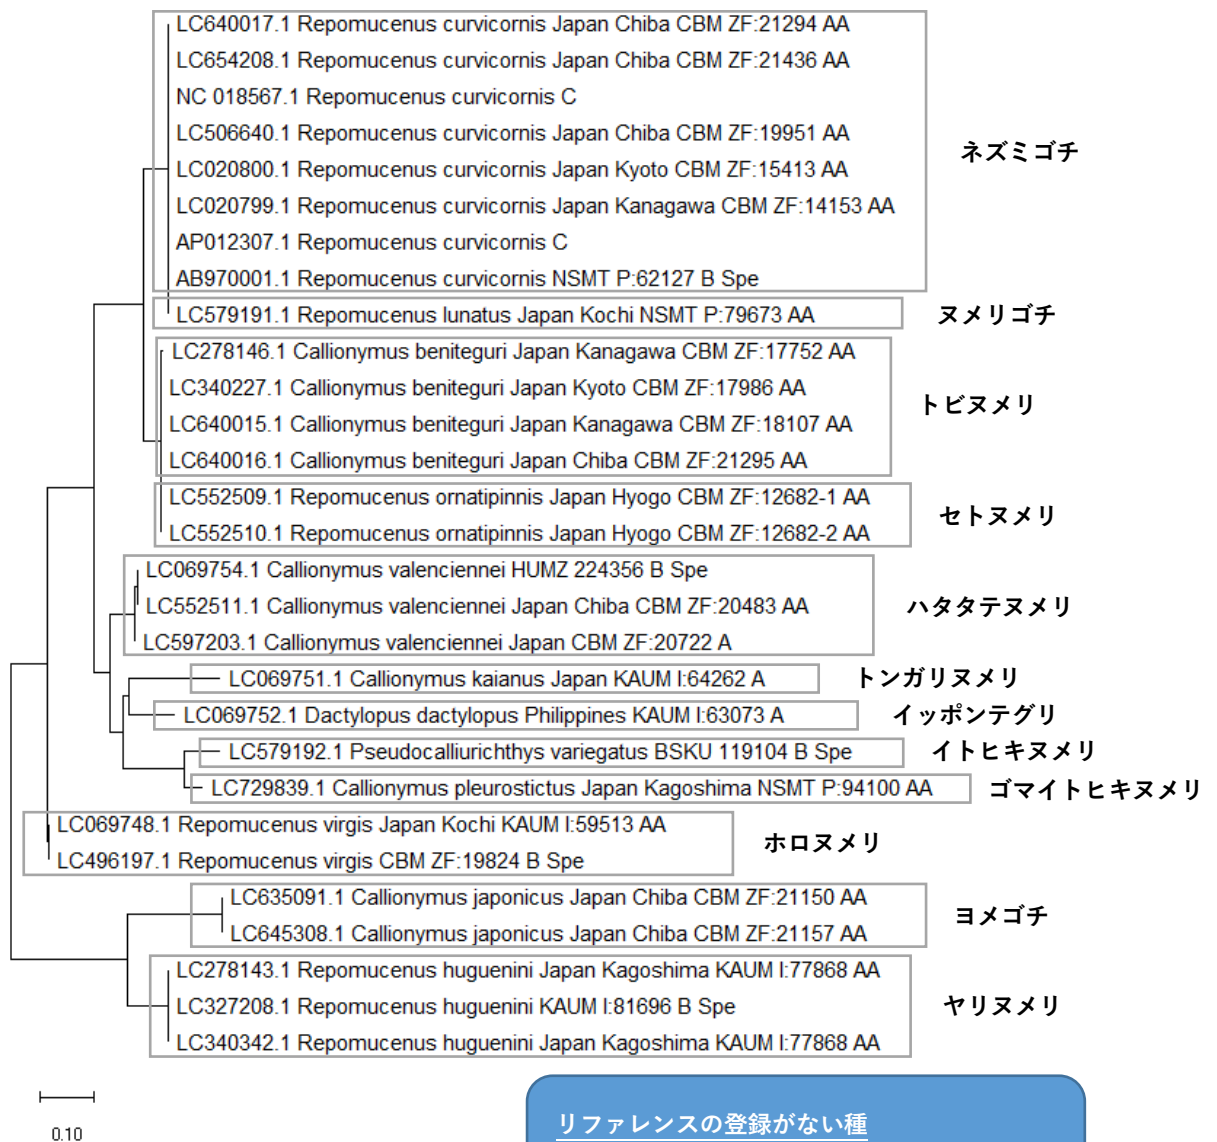 LC640017.1 Repomucenus curvicornis Japan Chiba CBM ZF:21294 AA
LC654208.1 Repomucenus curvicornis Japan Chiba CBM ZF:21436 AA
NC 018567.1 Repomucenus curvicornis C
LC506640.1 Repomucenus curvicornis Japan Chiba CBM ZF:19951 AA
LC020800.1 Repomucenus curvicornis Japan Kyoto CBM ZF:15413 AA
LC020799.1 Repomucenus curvicornis Japan Kanagawa CBM ZF:14153 AA
AP012307.1 Repomucenus curvicornis C
AB970001.1 Repomucenus curvicornis NSMT P:62127 B Spe
ネズミゴチ
LC579191.1 Repomucenus lunatus Japan Kochi NSMT P:79673 AA
ヌメリゴチ
LC278146.1 Callionymus beniteguri Japan Kanagawa CBM ZF:17752 AA
LC340227.1 Callionymus beniteguri Japan Kyoto CBM ZF:17986 AA
LC640015.1 Callionymus beniteguri Japan Kanagawa CBM ZF:18107 AA
LC640016.1 Callionymus beniteguri Japan Chiba CBM ZF:21295 AA
トビヌメリ
LC552509.1 Repomucenus ornatipinnis Japan Hyogo CBM ZF:12682-1 AA
LC552510.1 Repomucenus ornatipinnis Japan Hyogo CBM ZF:12682-2 AA
セトヌメリ
LC069754.1 Callionymus valenciennei HUMZ 224356 B Spe
LC552511.1 Callionymus valenciennei Japan Chiba CBM ZF:20483 AA
LC597203.1 Callionymus valenciennei Japan CBM ZF:20722 A
ハタタテヌメリ
LC069751.1 Callionymus kaianus Japan KAUM I:64262 A
トンガリヌメリ
LC069752.1 Dactylopus dactylopus Philippines KAUM I:63073 A
イッポンテグリ
LC579192.1 Pseudocalliurichthys variegatus BSKU 119104 B Spe
イトヒキヌメリ
LC729839.1 Callionymus pleurostictus Japan Kagoshima NSMT P:94100 AA
ゴマイトヒキヌメリ
LC069748.1 Repomucenus virgis Japan Kochi KAUM I:59513 AA
LC496197.1 Repomucenus virgis CBM ZF:19824 B Spe
ホロヌメリ
LC635091.1 Callionymus japonicus Japan Chiba CBM ZF:21150 AA
LC645308.1 Callionymus japonicus Japan Chiba CBM ZF:21157 AA
ヨメゴチ
LC278143.1 Repomucenus huguenini Japan Kagoshima KAUM I:77868 AA
LC327208.1 Repomucenus huguenini KAUM I:81696 B Spe
LC340342.1 Repomucenus huguenini Japan Kagoshima KAUM I:77868 AA
ヤリヌメリ
0.10
リファレンスの登録がない種